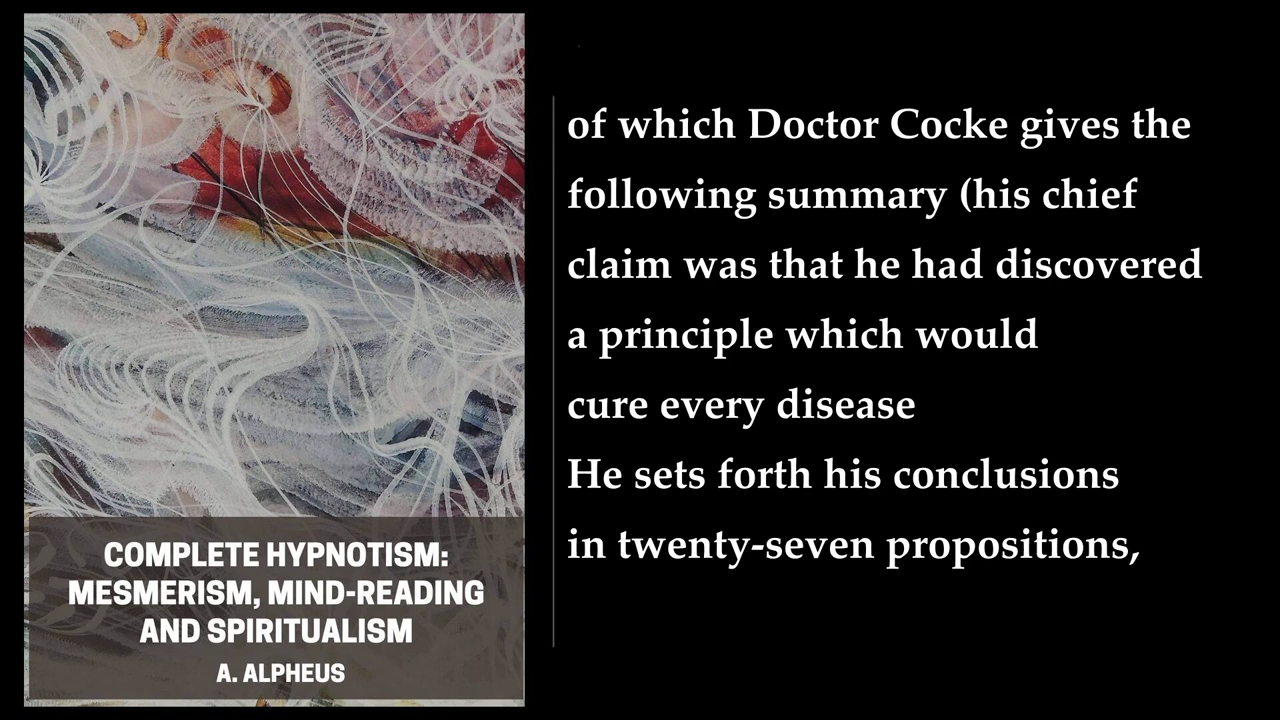 of which Doctor Cocke gives the
following summary (his chief
claim was that he had discovered
a principle which would
cure every disease
He sets forth his conclusions
in twenty-seven propositions,
COMPLETE HYPNOTISM:
MESMERISM, MIND-READING
AND SPIRITUALISM
A. ALPHEUS